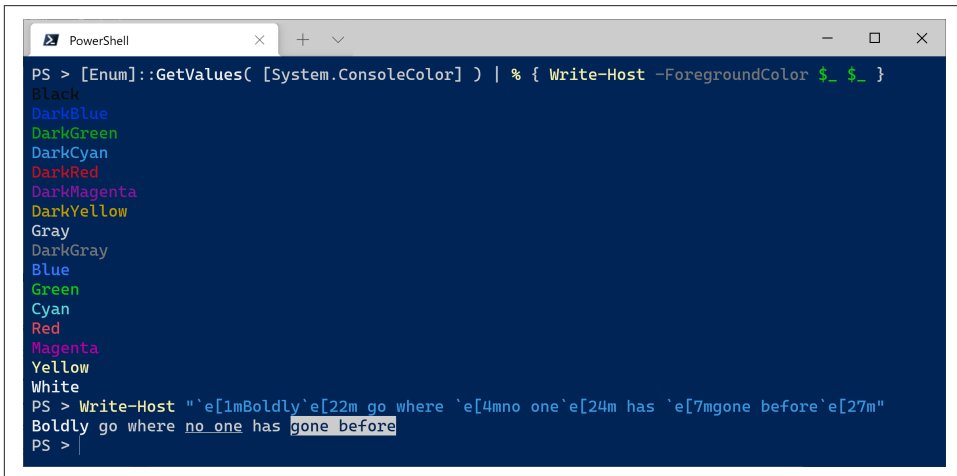 PowerShell
PS > [Enum]::GetValues( [System.ConsoleColor] ) | % { Write-Host -ForegroundColor $_ $_ }
Black
DarkBlue
DarkGreen
DarkCyan
DarkRed
DarkMagenta
DarkYellow
Gray
DarkGray
Blue
Green
Cyan
Red
Magenta
Yellow
White
PS > Write-Host "`e[1mBoldly`e[22m go where `e[4mno one`e[24m has `e[7mgone before`e[27m"
Boldly go where no one has gone before
PS >